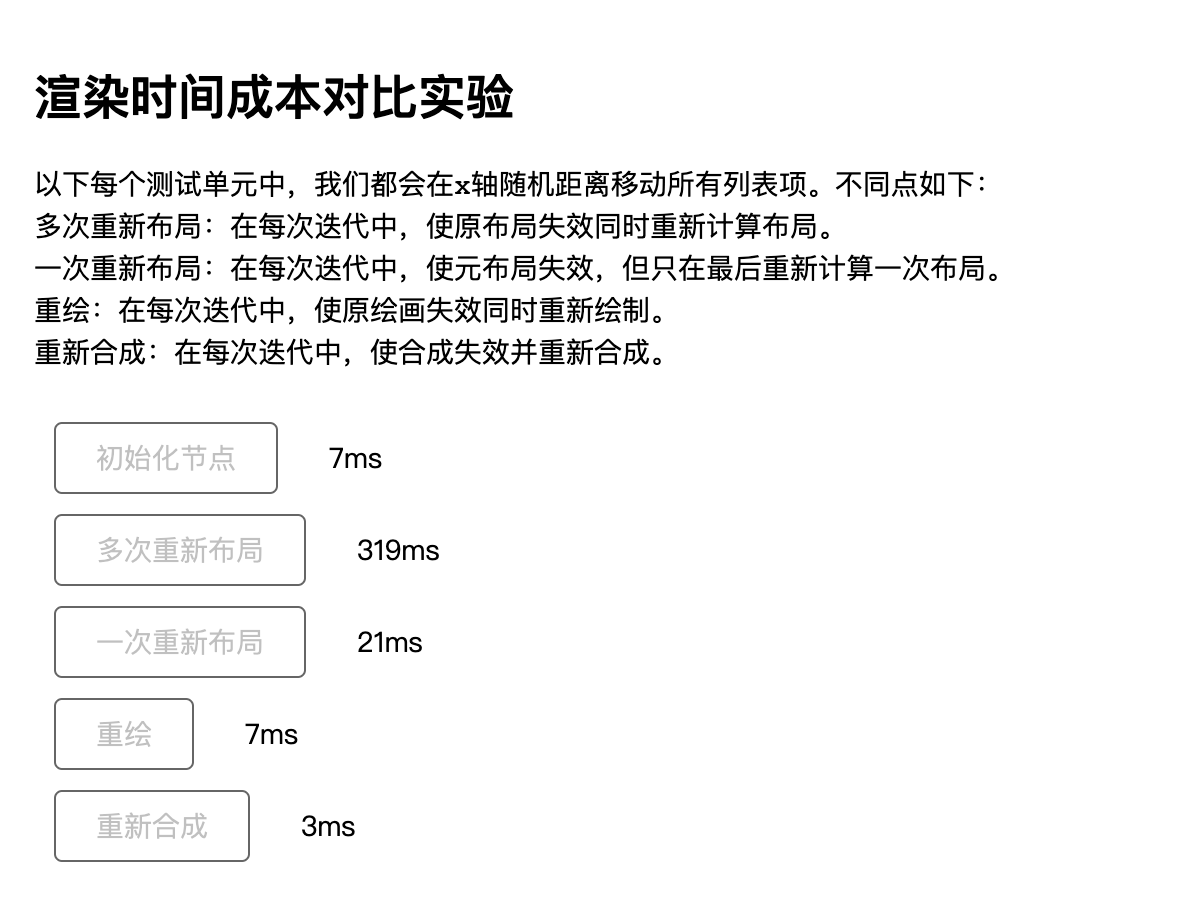 渲染时间成本对比实验
以下每个测试单元中，我们都会在x轴随机距离移动所有列表项。不同点如下：
多次重新布局：在每次迭代中，使原布局失效同时重新计算布局。
一次重新布局：在每次迭代中，使元布局失效，但只在最后重新计算一次布局。
重绘：在每次迭代中，使原绘画失效同时重新绘制。
重新合成：在每次迭代中，使合成失效并重新合成。
初始化节点 7ms
多次重新布局 319ms
一次重新布局 21ms
重绘 7ms
重新合成 3ms